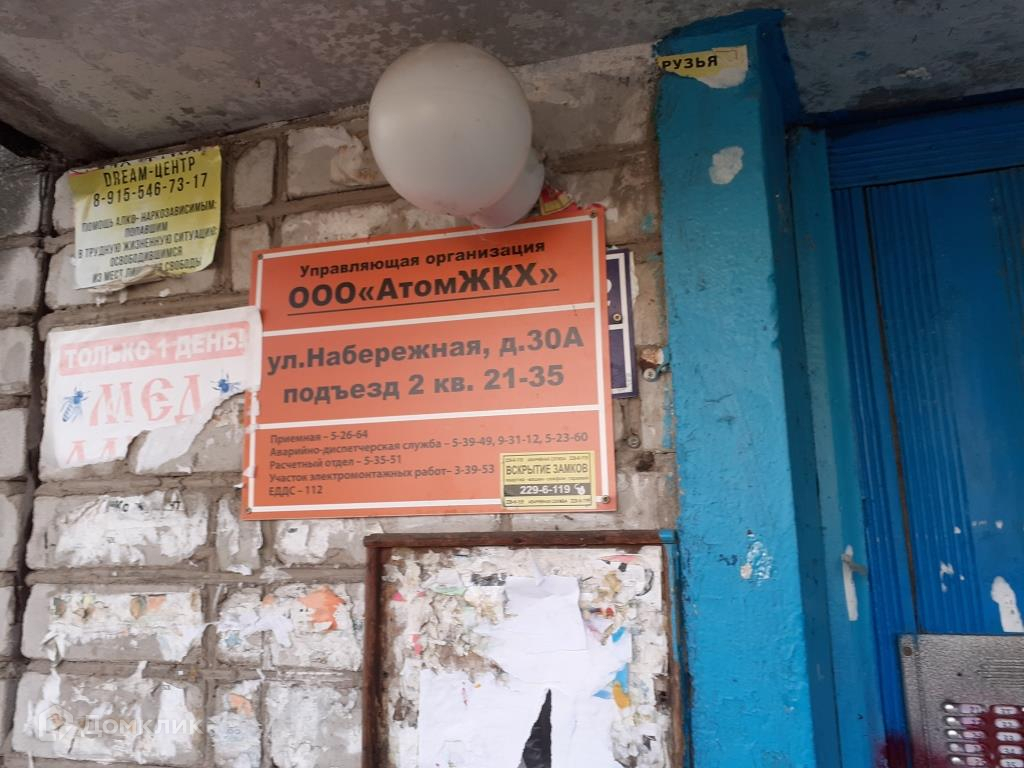 РУЗЬЯ
DREAM-ЦЕНТР
8-915-546-73-17
ПОМОЩЬ АЛКО- НАРКОЗАВИСИМЫМ:
ПОПАВШИМ
В ТРУДНУЮ ЖИЗНЕННУЮ СИТУАЦИЮ
ОСВОБОДИВШИМСЯ
ИЗ МЕСТ СВОБОДЫ
Управляющая организация
ООО«АтомЖКХ»
ул.Набережная, д.30А
подъезд 2 кв. 21-35
Приемная – 5-26-64
Аварийно-диспетчерская служба – 5-39-49, 9-31-12, 5-23-60
Расчетный отдел – 5-35-51
Участок электромонтажных работ– 3-39-53
ЕДДС – 112
ВСКРЫТИЕ ЗАМКОВ
229-6-119
ТОЛЬКО 1 ДЕНЬ!
МЕД
Домклик